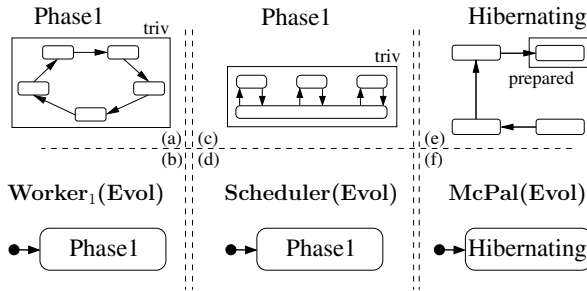 Phase1
Phase1
Hibernating
triv
triv
prepared
(a)
(c)
(e)
(b)
(d)
(f)
Worker₁(Evol)
Scheduler(Evol)
McPal(Evol)
Phase1
Phase1
Hibernating